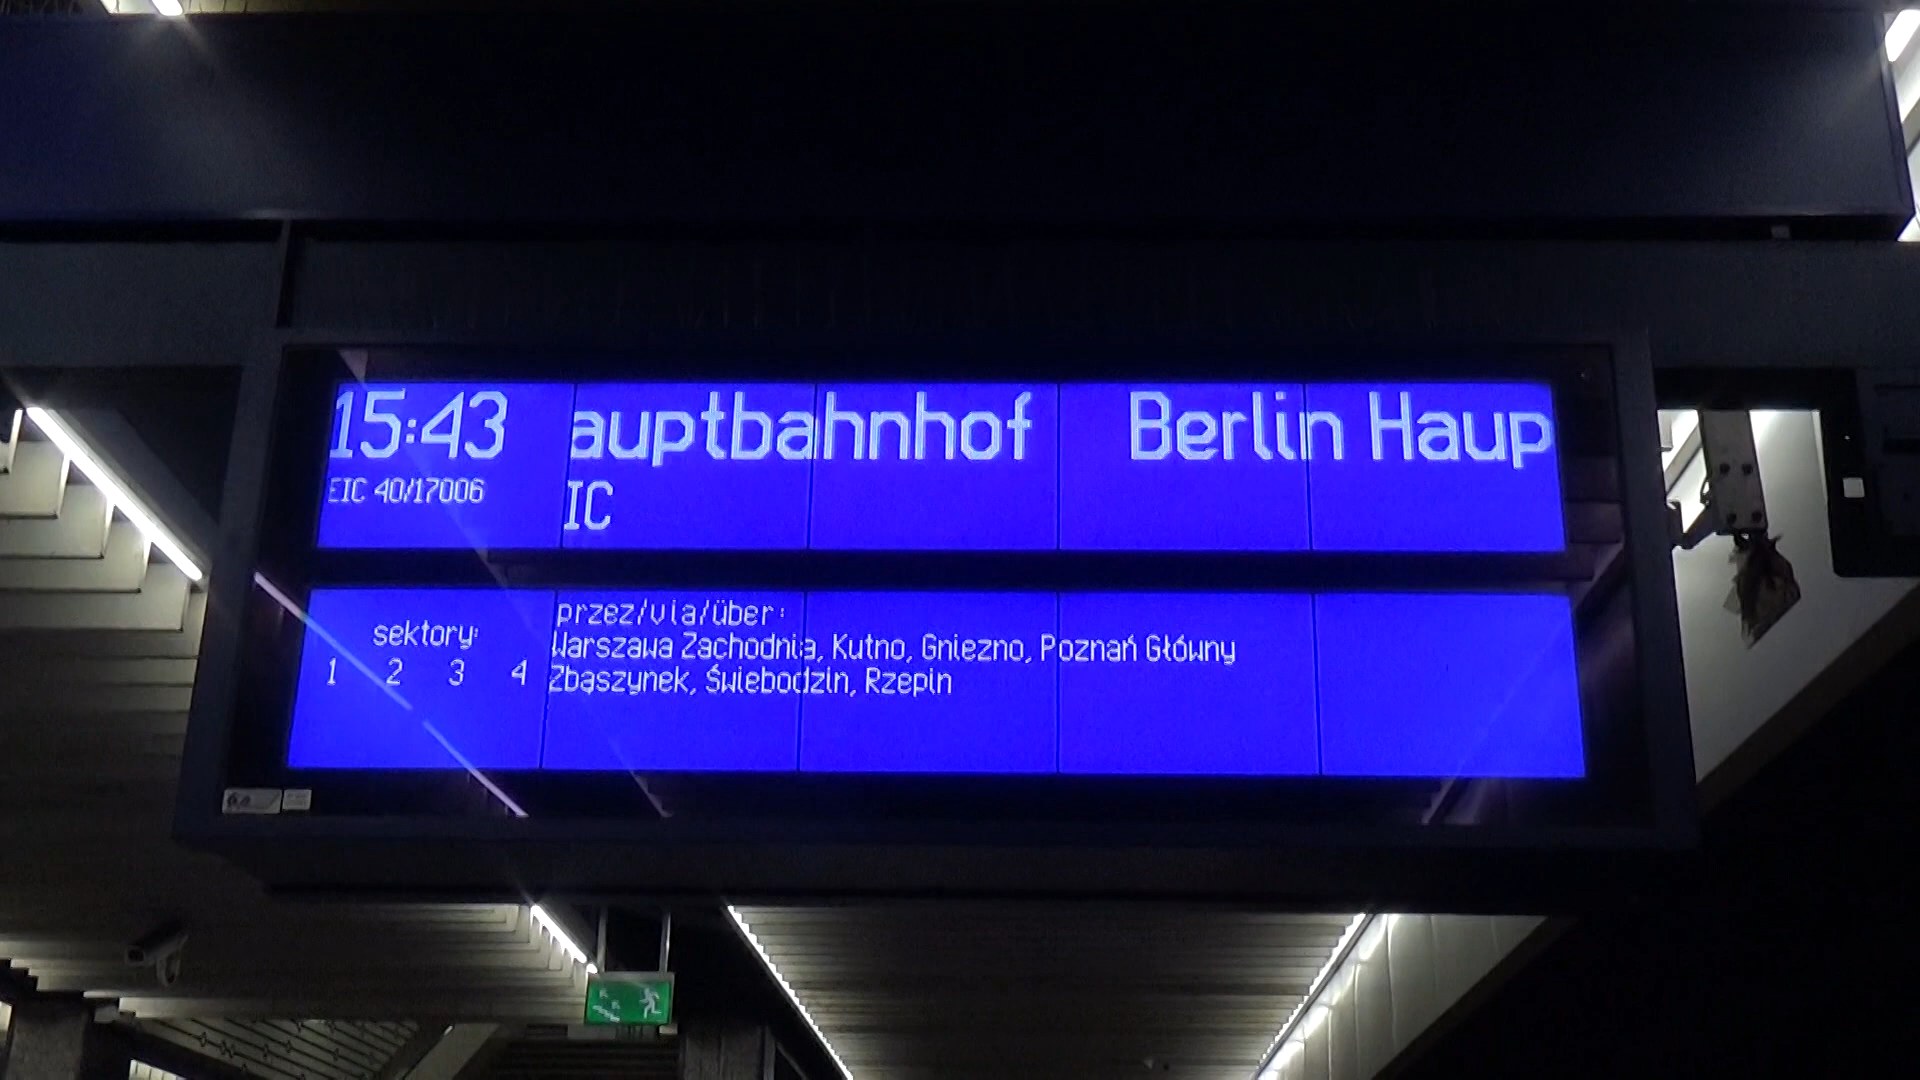 15:43 auptbahnhof Berlin Haup
EIC 40/17006 IC
sektory:
1 2 3 4
przez/via/über:
Warszawa Zachodnia, Kutno, Gniezno, Poznań Główny
Zbąszynek, Świebodzin, Rzepin